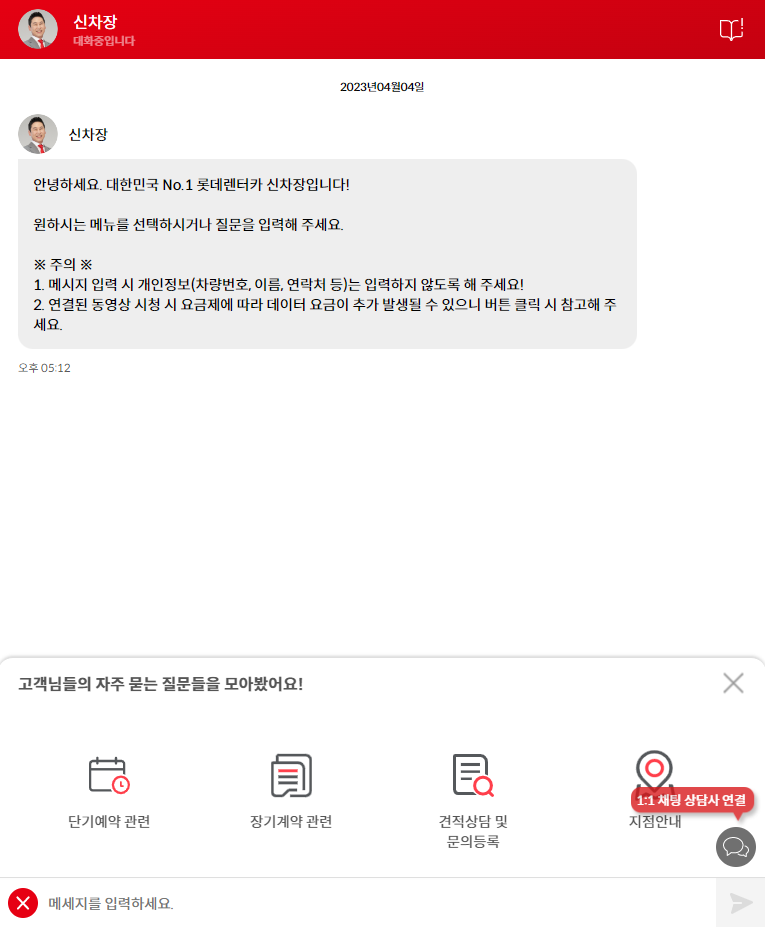 신차장
대화중입니다
2023년04월04일
신차장
안녕하세요. 대한민국 No.1 롯데렌터카 신차장입니다!
원하시는 메뉴를 선택하시거나 질문을 입력해 주세요.
※ 주의 ※
1. 메시지 입력 시 개인정보(차량번호, 이름, 연락처 등)는 입력하지 않도록 해 주세요!
2. 연결된 동영상 시청 시 요금제에 따라 데이터 요금이 추가 발생될 수 있으니 버튼 클릭 시 참고해 주
세요.
오후 05:12
고객님들의 자주 묻는 질문들을 모아봤어요!
1:1 채팅 상담사 연결
단기예약 관련
장기계약 관련
견적상담 및
문의등록
지점안내
메세지를 입력하세요.